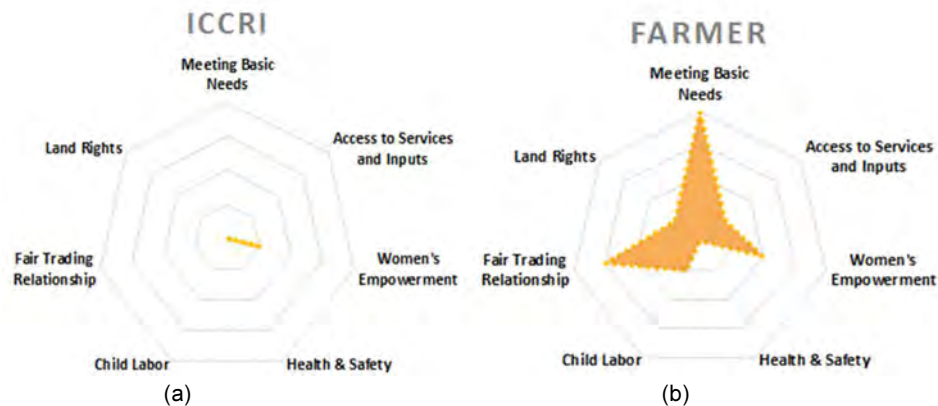 ICCRI
Meeting Basic
Needs
Access to Services
and Inputs
Women's
Empowerment
Health & Safety
Child Labor
Fair Trading
Relationship
Land Rights
(a)
FARMER
Meeting Basic
Needs
Access to Services
and Inputs
Women's
Empowerment
Health & Safety
Child Labor
Fair Trading
Relationship
Land Rights
(b)